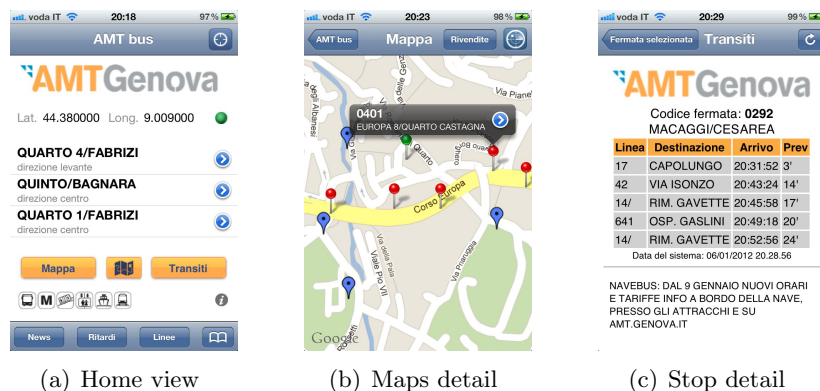 voda IT 20:18 97%
AMT bus
AMTGenova
Lat. 44.380000 Long. 9.009000
QUARTO 4/FABRIZI
direzione levante
QUINTO/BAGNARA
direzione centro
QUARTO 1/FABRIZI
direzione centro
Mappa Transiti
M
News Ritardi Linee
(a) Home view
voda IT 20:23 98%
AMT bus Mappa Rivendite
degli Albanesi
Via Piane
0401
EUROPA 8/QUARTO CASTAGNA
Quarto
Corso Europa
Via della Pala
Viale Pio VII
Via Priaruggia
Google
(b) Maps detail
voda IT 20:29 99%
Fermata selezionata Transiti
AMTGenova
Codice fermata: 0292
MACAGGI/CESAREA
Linea Destinazione Arrivo Prev
17 CAPOLUNGO 20:31:52 3'
42 VIA ISONZO 20:43:24 14'
14/ RIM. GAVETTE 20:45:58 17'
641 OSP. GASLINI 20:49:18 20'
14/ RIM. GAVETTE 20:52:56 24'
Data del sistema: 06/01/2012 20.28.56
NAVEBUS: DAL 9 GENNAIO NUOVI ORARI
E TARIFFE INFO A BORDO DELLA NAVE,
PRESSO GLI ATTRACCHI E SU
AMT.GENOVA.IT
(c) Stop detail